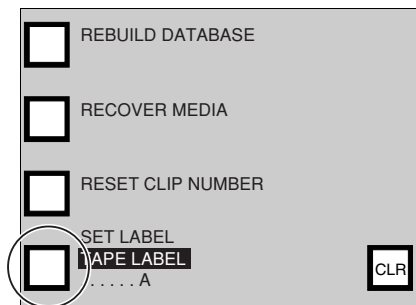 REBUILD DATABASE
RECOVER MEDIA
RESET CLIP NUMBER
SET LABEL
TAPE LABEL
. . . . . A
CLR